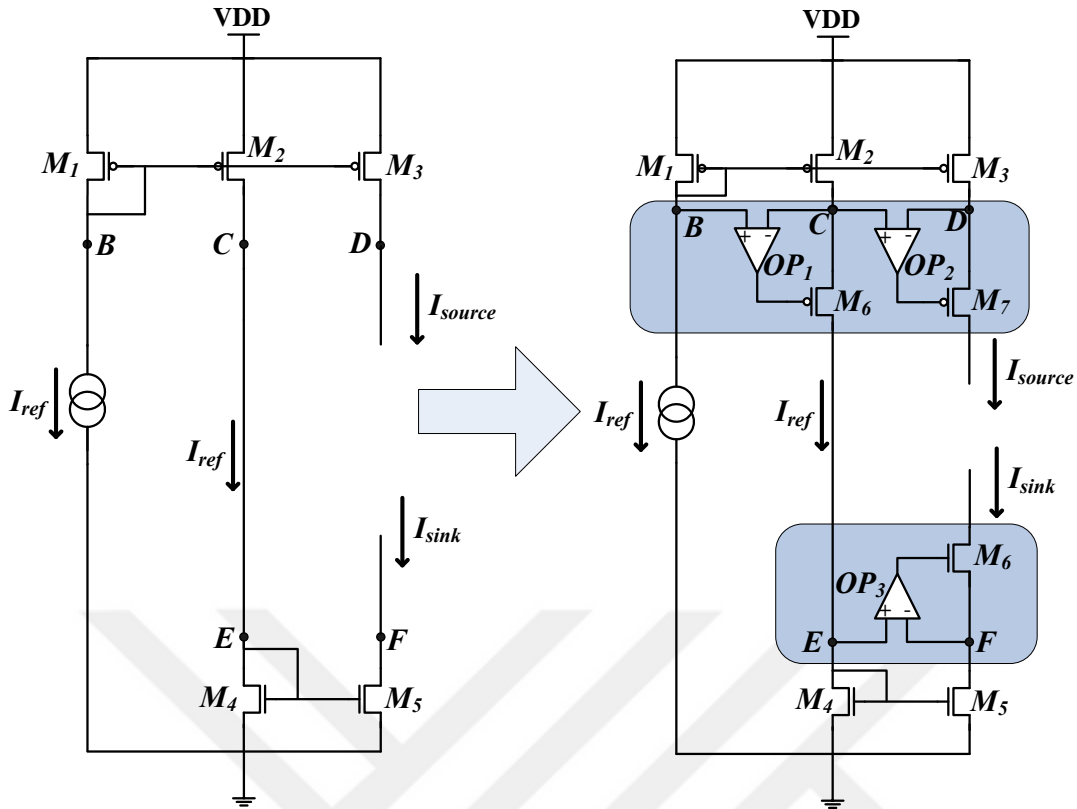 VDD
M1
M2
M3
B
C
D
Isource
Iref
Iref
Isink
E
F
M4
M5
VDD
M1
M2
M3
B
C
D
+ -
+ -
OP1
OP2
M6
M7
Isource
Iref
Iref
Isink
M6
OP3
+ -
E
F
M4
M5